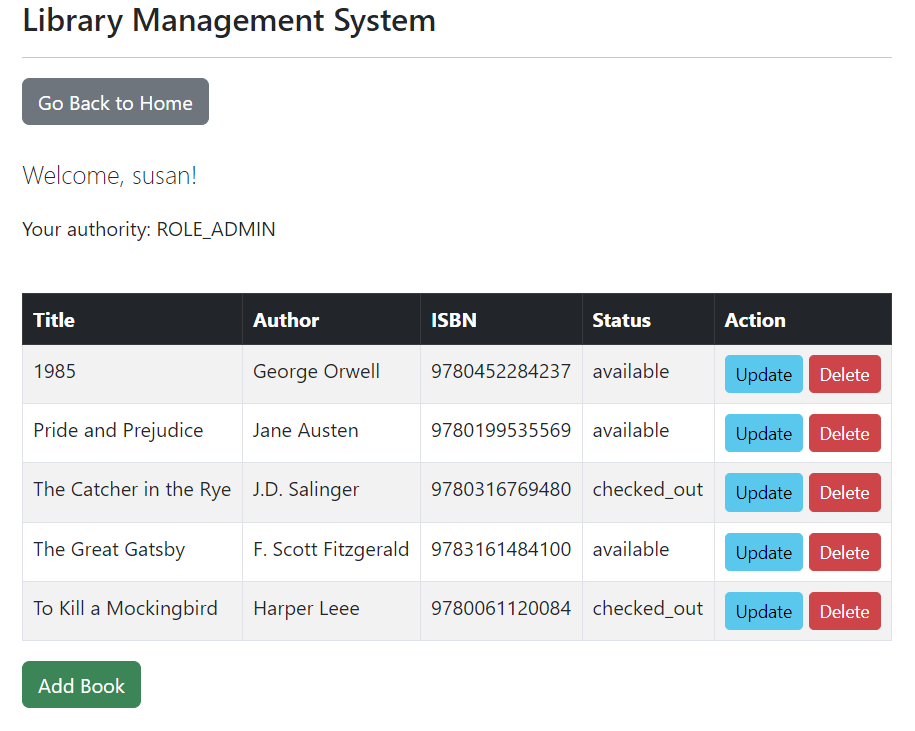 Library Management System
Go Back to Home
Welcome, susan!
Your authority: ROLE_ADMIN
Title Author ISBN Status Action
1985 George Orwell 9780452284237 available Update Delete
Pride and Prejudice Jane Austen 9780199535569 available Update Delete
The Catcher in the Rye J.D. Salinger 9780316769480 checked_out Update Delete
The Great Gatsby F. Scott Fitzgerald 9783161484100 available Update Delete
To Kill a Mockingbird Harper Leee 9780061120084 checked_out Update Delete
Add Book